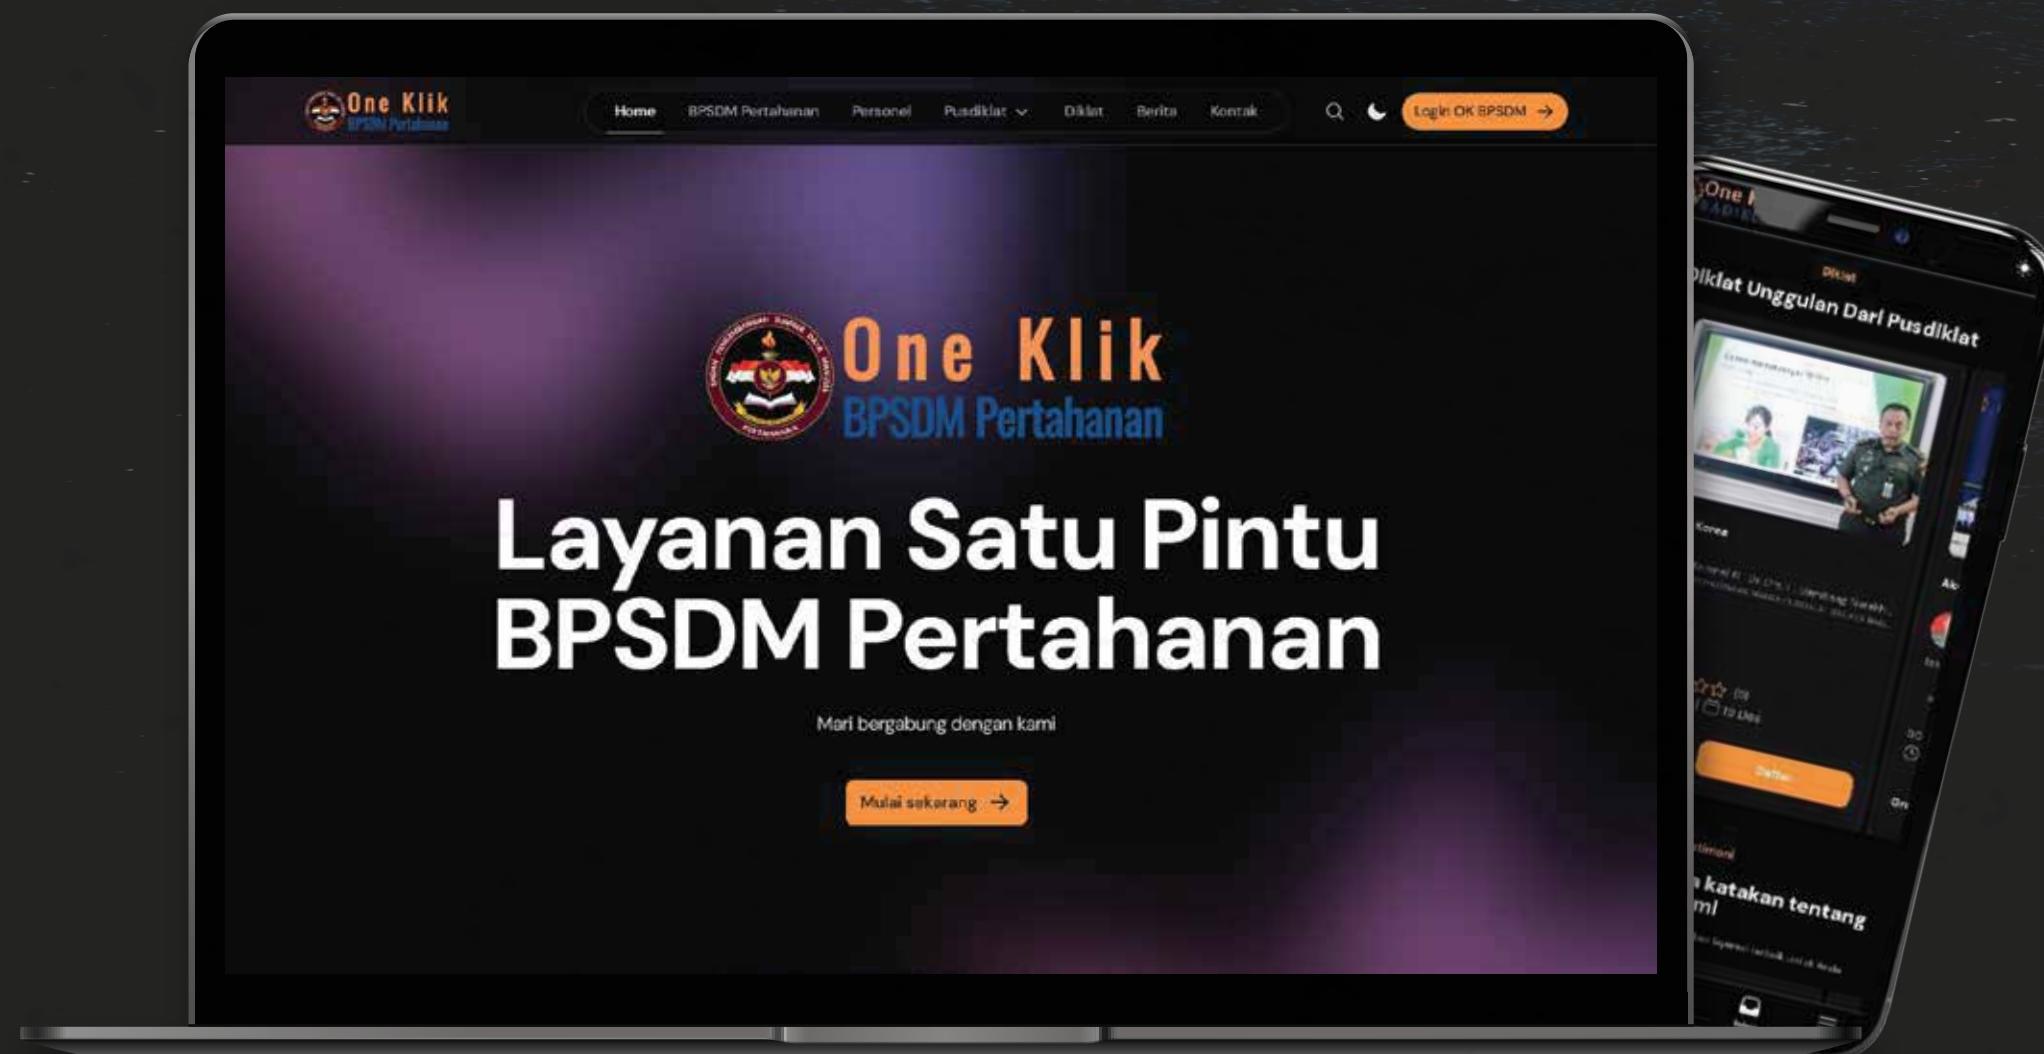 One Klik
BPSDM Pertahanan
Home
BPSDM Pertahanan
Personel
Pusdiklat
Diklat
Berita
Kontak
Login OK BPSDM
One Klik
BPSDM Pertahanan
Layanan Satu Pintu
BPSDM Pertahanan
Mari bergabung dengan kami
Mulai sekarang
One
Diklat
Diklat Unggulan Dari Pusdiklat
Korea
Daftar
katakan tentang